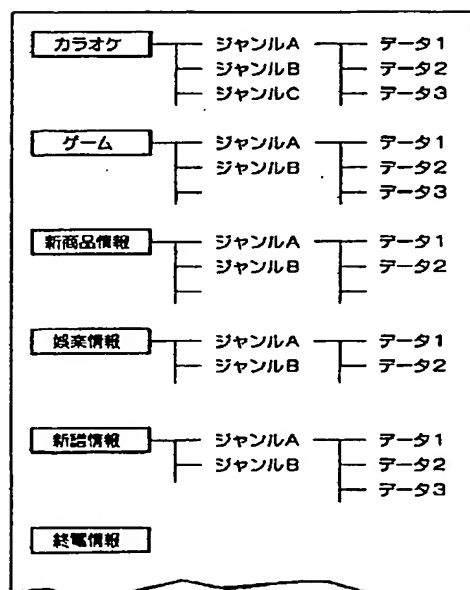 カラオケ ジャンルA データ1
ジャンルB データ2
ジャンルC データ3
ゲーム ジャンルA データ1
ジャンルB データ2
データ3
新商品情報 ジャンルA データ1
ジャンルB データ2
娯楽情報 ジャンルA データ1
ジャンルB データ2
新譜情報 ジャンルA データ1
ジャンルB データ2
データ3
終電情報